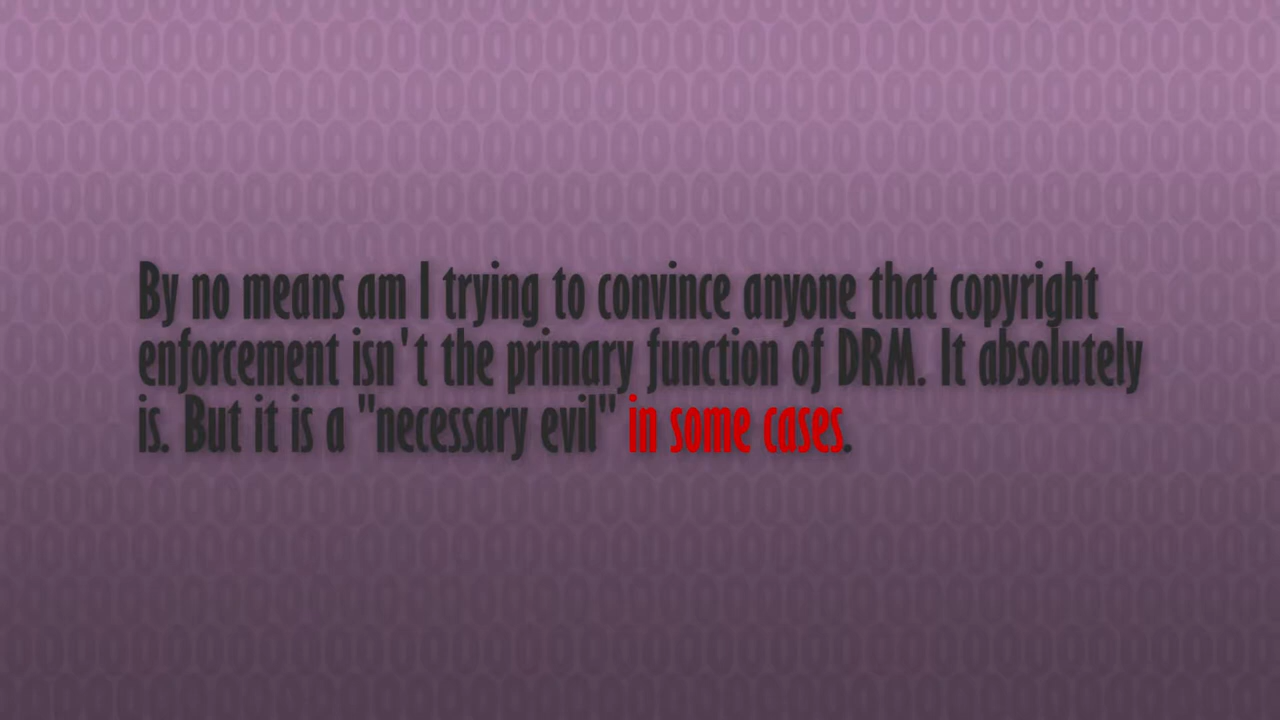 By no means am I trying to convince anyone that copyright
enforcement isn't the primary function of DRM. It absolutely
is. But it is a "necessary evil" in some cases.